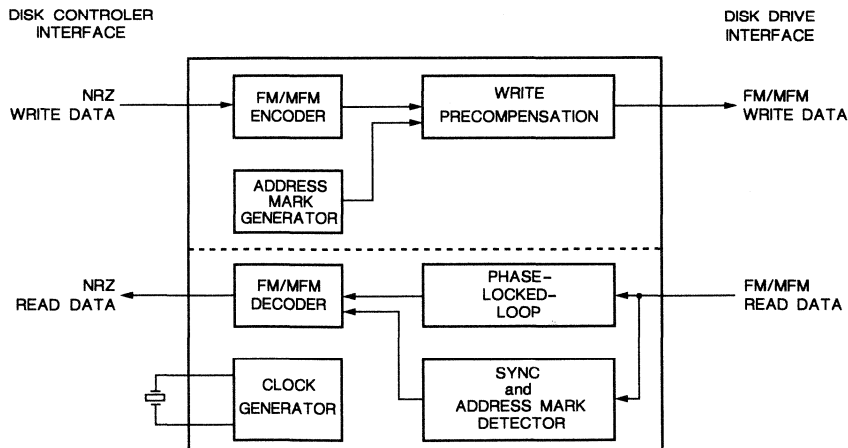 DISK CONTROLER
INTERFACE
DISK DRIVE
INTERFACE
NRZ
WRITE DATA
FM/MFM
ENCODER
WRITE
PRECOMPENSATION
FM/MFM
WRITE DATA
ADDRESS
MARK
GENERATOR
NRZ
READ DATA
FM/MFM
DECODER
PHASE-
LOCKED-
LOOP
FM/MFM
READ DATA
CLOCK
GENERATOR
SYNC
and
ADDRESS MARK
DETECTOR